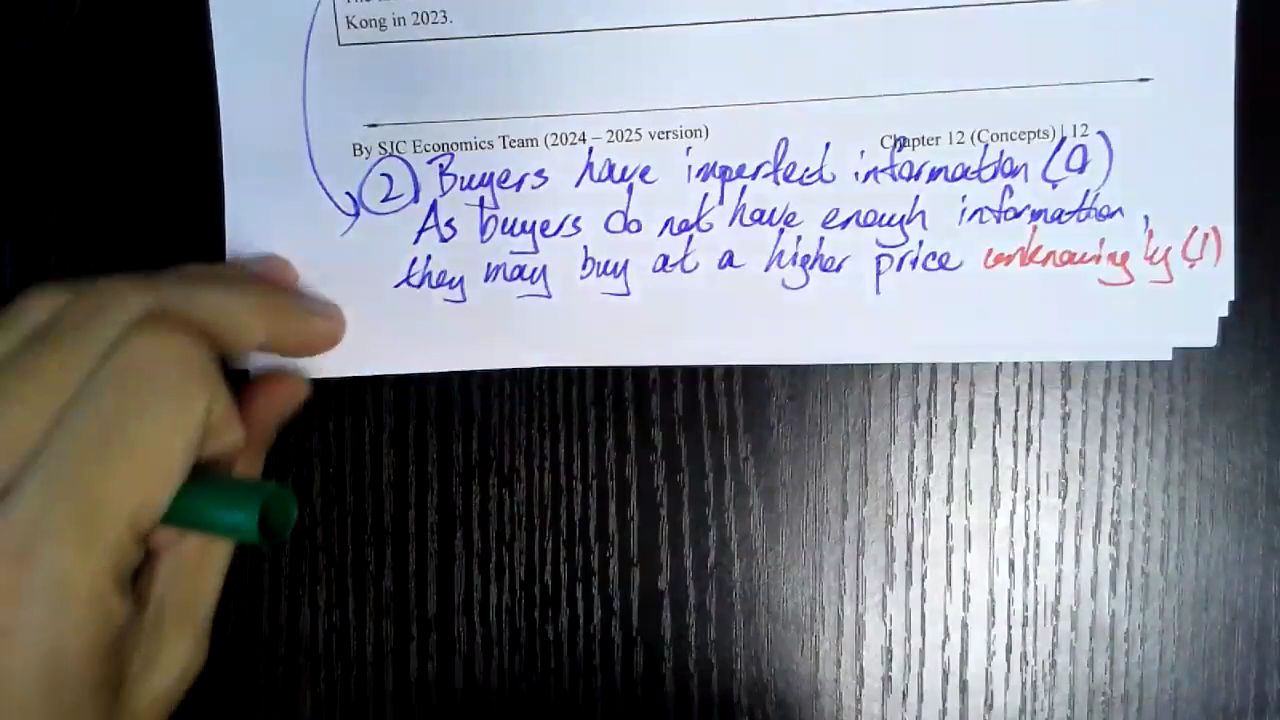 Kong in 2023.
By SJC Economics Team (2024 – 2025 version) Chapter 12 (Concepts) | 12
② Buyers have imperfect information
As buyers do not have enough information,
they may buy at a higher price unknowingly (1)